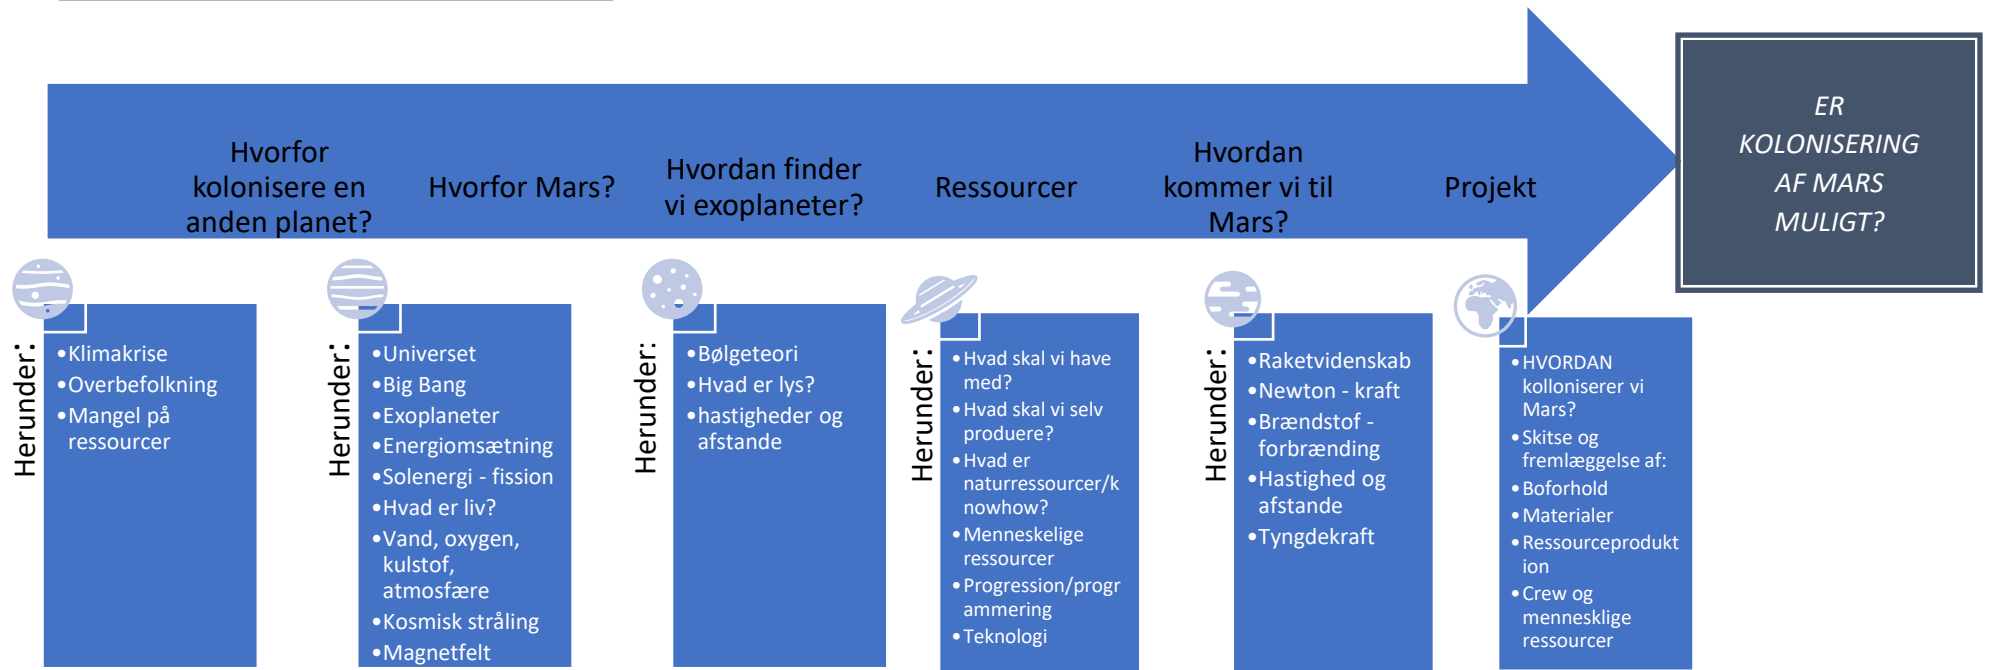 Hvorfor
kolonisere en
anden planet?
Hvorfor Mars?
Hvordan finder
vi exoplaneter?
Ressourcer
Hvordan
kommer vi til
Mars?
Projekt
ER
KOLONISERING
AF MARS
MULIGT?
Herunder:
•Klimakrise
•Overbefolkning
•Mangel på
ressourcer
Herunder:
•Universet
•Big Bang
•Exoplaneter
•Energiomsætning
•Solenergi - fission
•Hvad er liv?
•Vand, oxygen,
kulstof,
atmosfære
•Kosmisk stråling
•Magnetfelt
Herunder:
•Bølgeteori
•Hvad er lys?
•hastigheder og
afstande
Herunder:
•Hvad skal vi have
med?
•Hvad skal vi selv
produere?
•Hvad er
naturressourcer/k
nowhow?
•Menneskelige
ressourcer
•Progression/progr
ammering
•Teknologi
Herunder:
•Raketvidenskab
•Newton - kraft
•Brændstof -
forbrænding
•Hastighed og
afstande
•Tyngdekraft
•HVORDAN
kolloniserer vi
Mars?
•Skitse og
fremlæggelse af:
•Boforhold
•Materialer
•Ressourceprodukt
ion
•Crew og
mennesklige
ressourcer